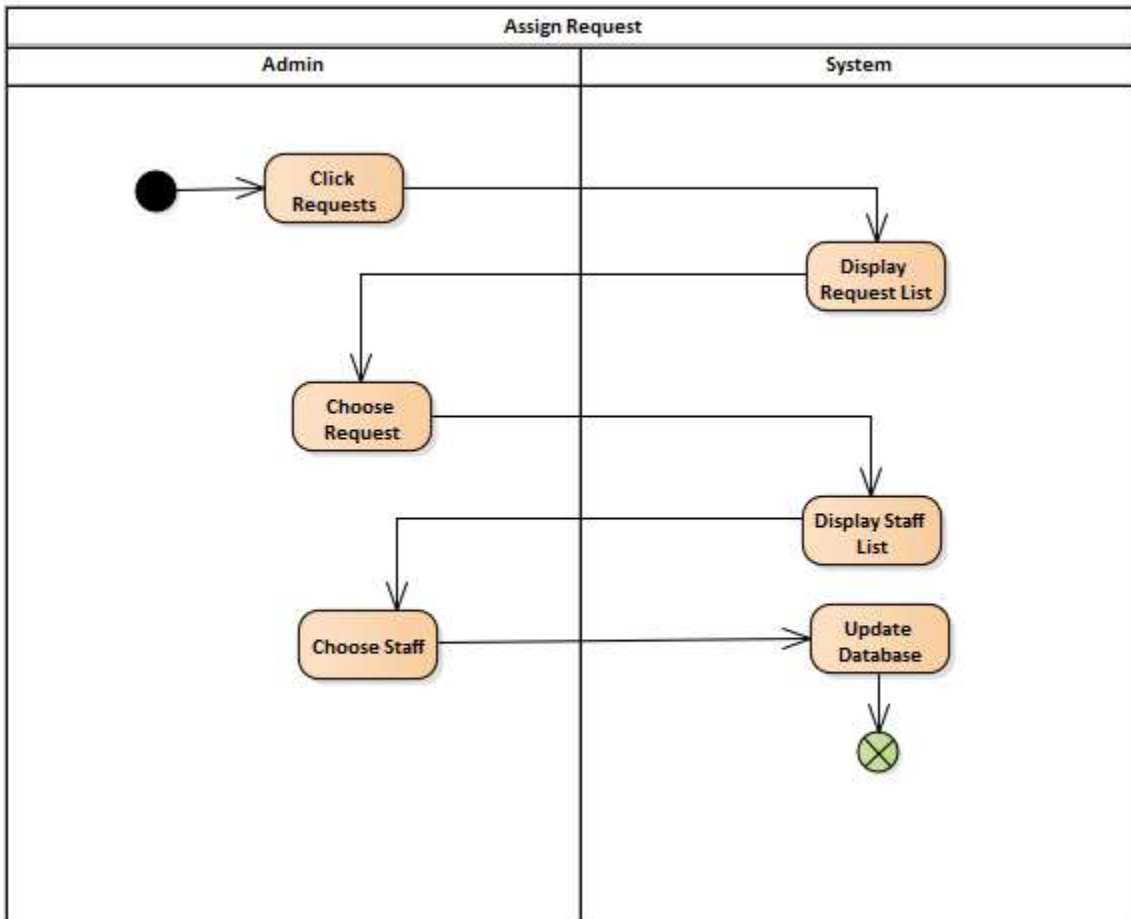 Assign Request
Admin
System
Click
Requests
Display
Request List
Choose
Request
Display Staff
List
Choose Staff
Update
Database